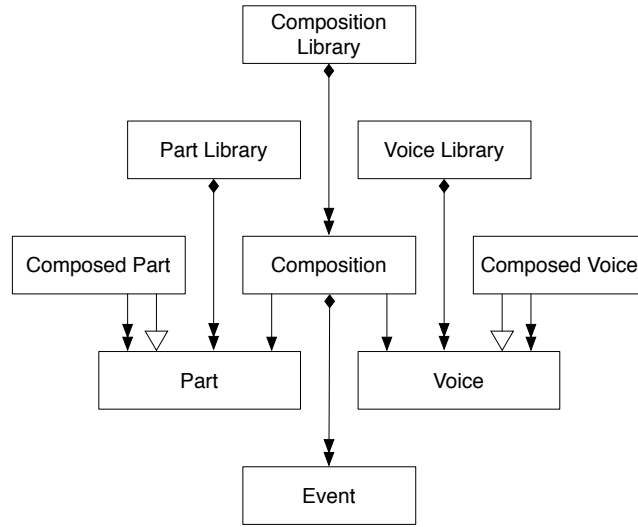 Composition
Library
Part Library
Voice Library
Composed Part
Composition
Composed Voice
Part
Voice
Event